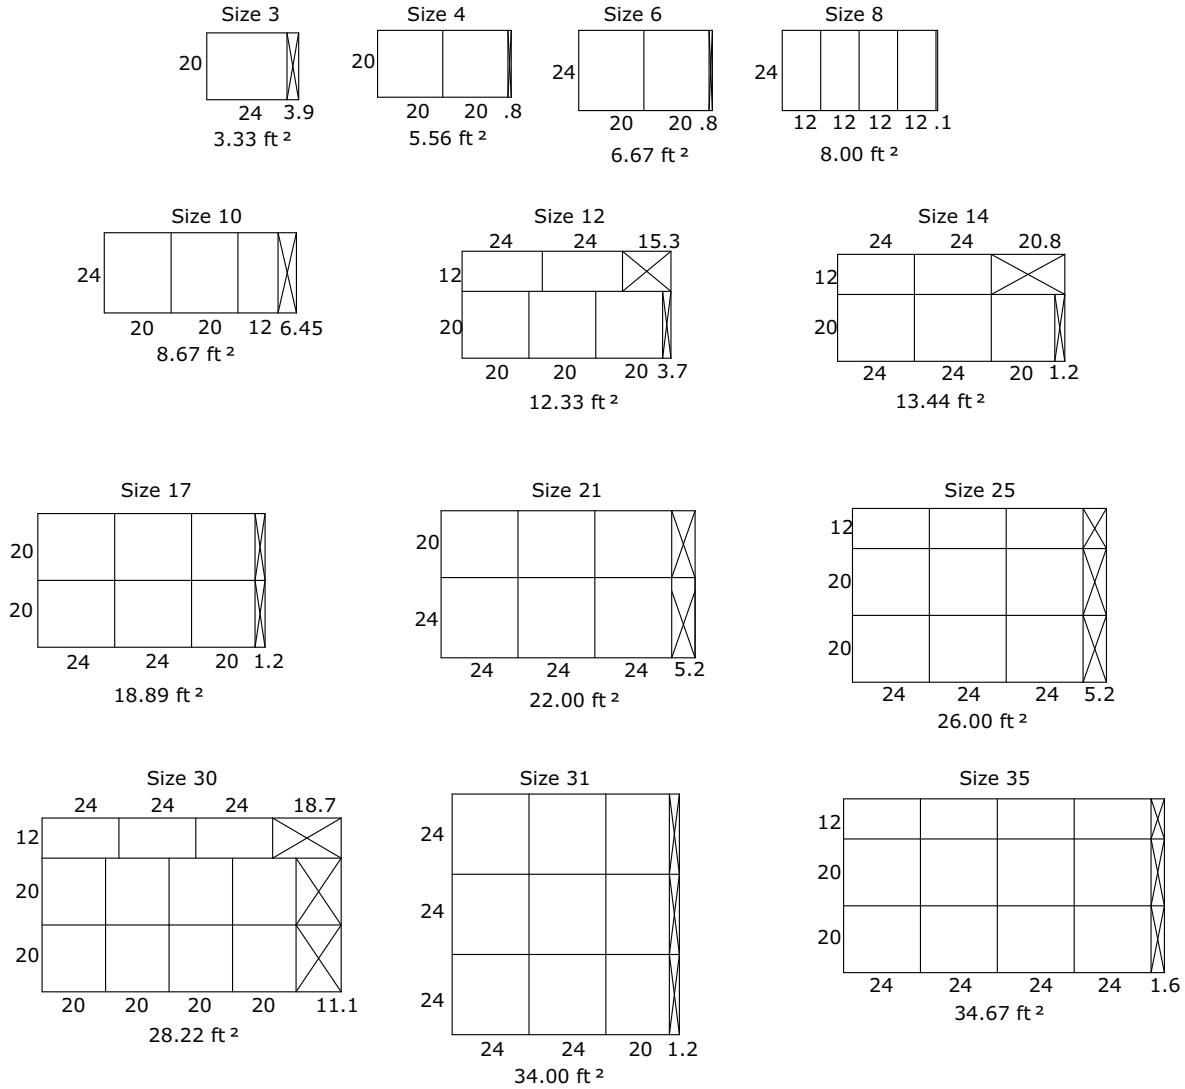 Size 3
20
24 3.9
3.33 ft ²
Size 4
20
20 20 .8
5.56 ft ²
Size 6
24
20 20 .8
6.67 ft ²
Size 8
24
12 12 12 12 .1
8.00 ft ²
Size 10
24
20 20 12 6.45
8.67 ft ²
Size 12
24 24 15.3
12
20
20 20 20 3.7
12.33 ft ²
Size 14
24 24 20.8
12
20
24 24 20 1.2
13.44 ft ²
Size 17
20
20
24 24 20 1.2
18.89 ft ²
Size 21
20
24
24 24 24 5.2
22.00 ft ²
Size 25
12
20
20
24 24 24 5.2
26.00 ft ²
Size 30
24 24 24 18.7
12
20
20
20 20 20 20 11.1
28.22 ft ²
Size 31
24
24
24
24 24 20 1.2
34.00 ft ²
Size 35
12
20
20
24 24 24 24 1.6
34.67 ft ²